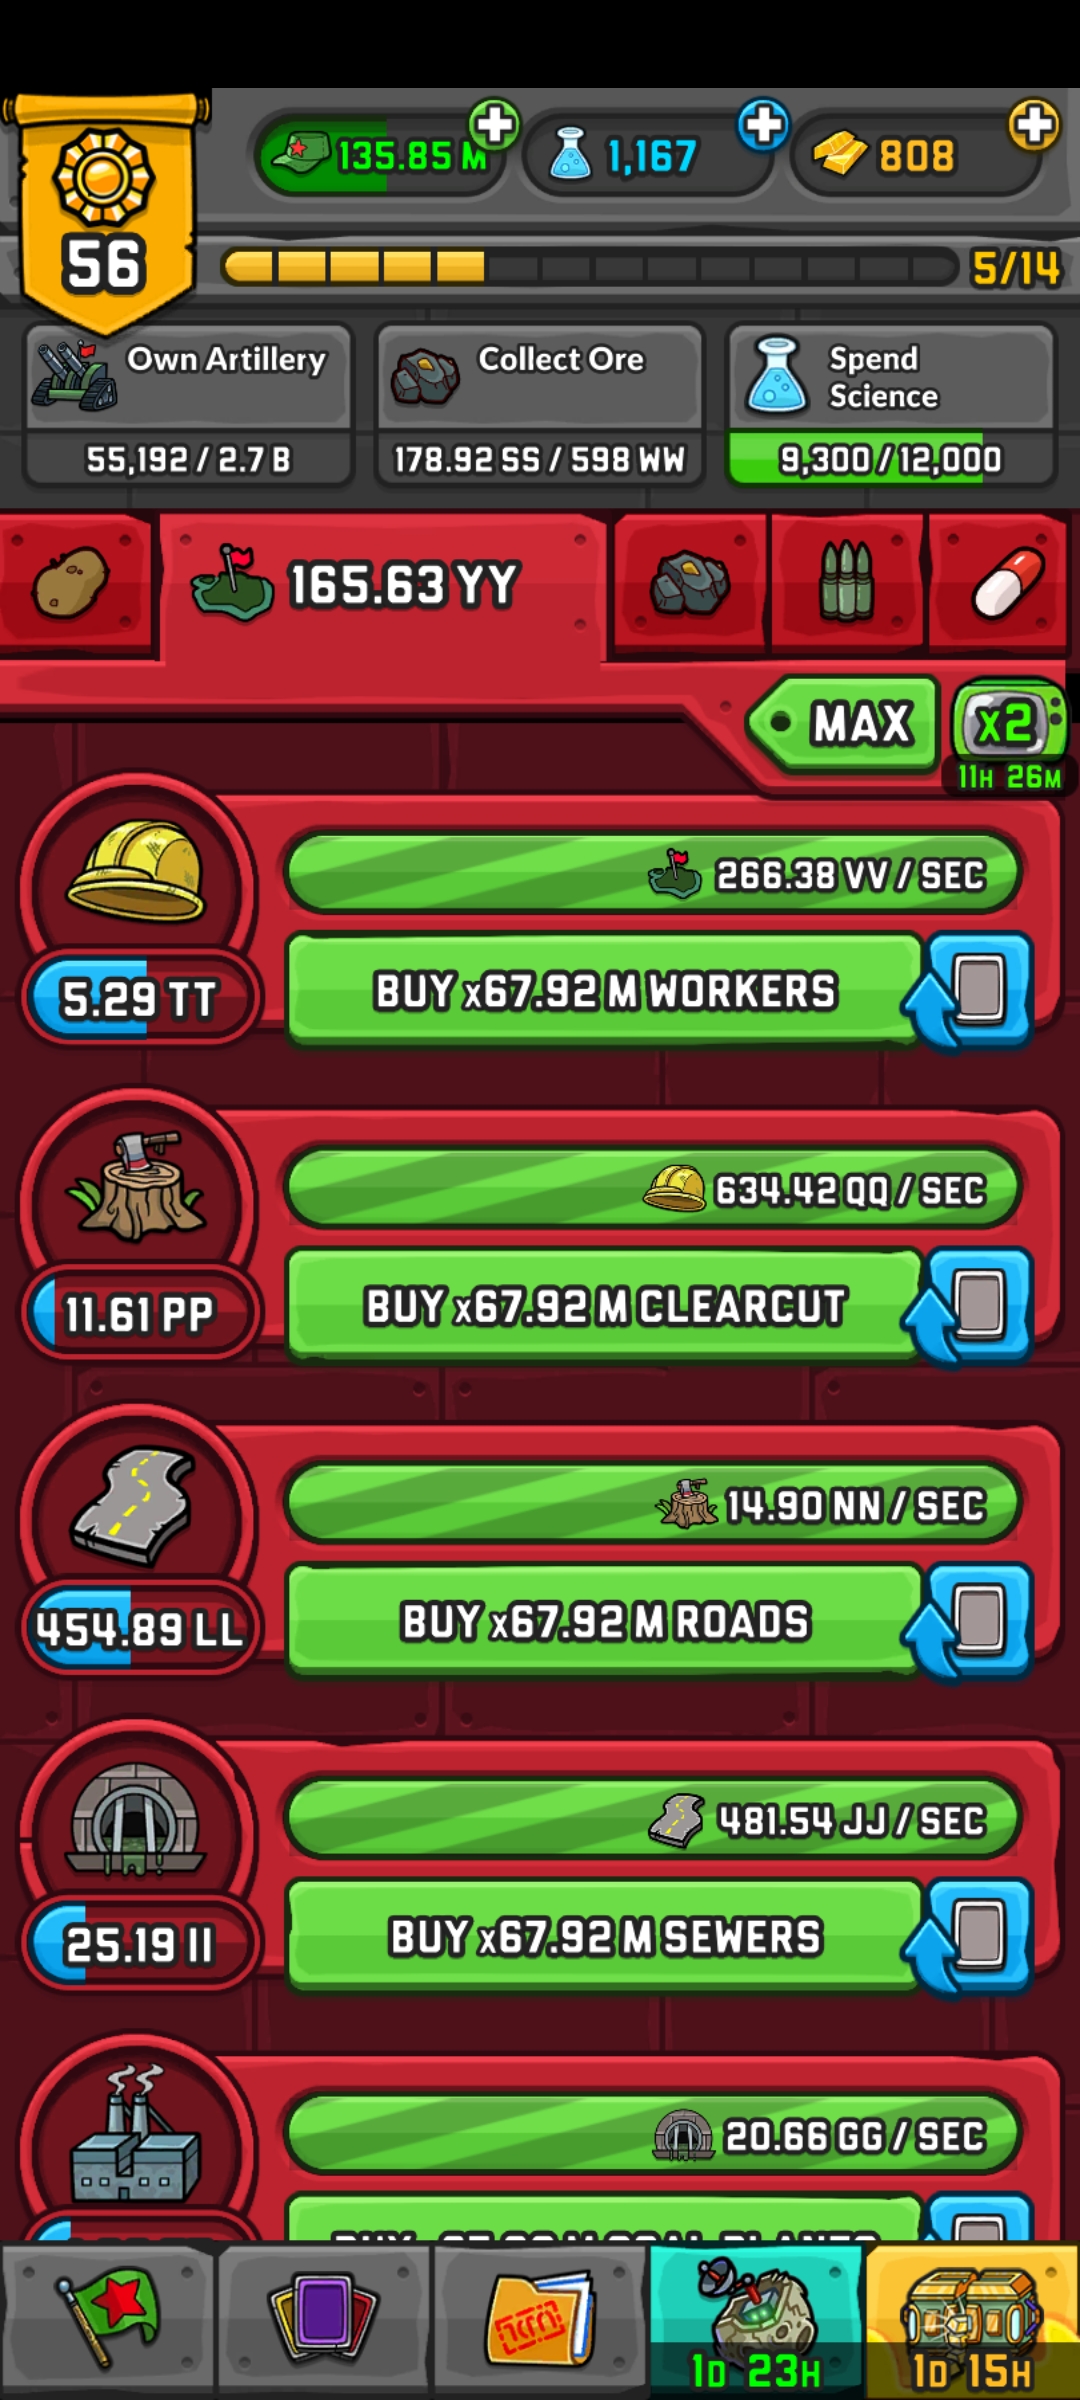 135.85 M
1,167
808
56
5/14
Own Artillery
55,192 / 2.7 B
Collect Ore
178.92 SS / 598 WW
Spend
Science
9,300 / 12,000
165.63 YY
MAX
x2
11H 26M
266.38 VV / SEC
5.29 TT
BUY x67.92 M WORKERS
634.42 QQ / SEC
11.61 PP
BUY x67.92 M CLEARCUT
14.90 NN / SEC
454.89 LL
BUY x67.92 M ROADS
481.54 JJ / SEC
25.19 II
BUY x67.92 M SEWERS
20.66 GG / SEC
1D 23H
1D 15H